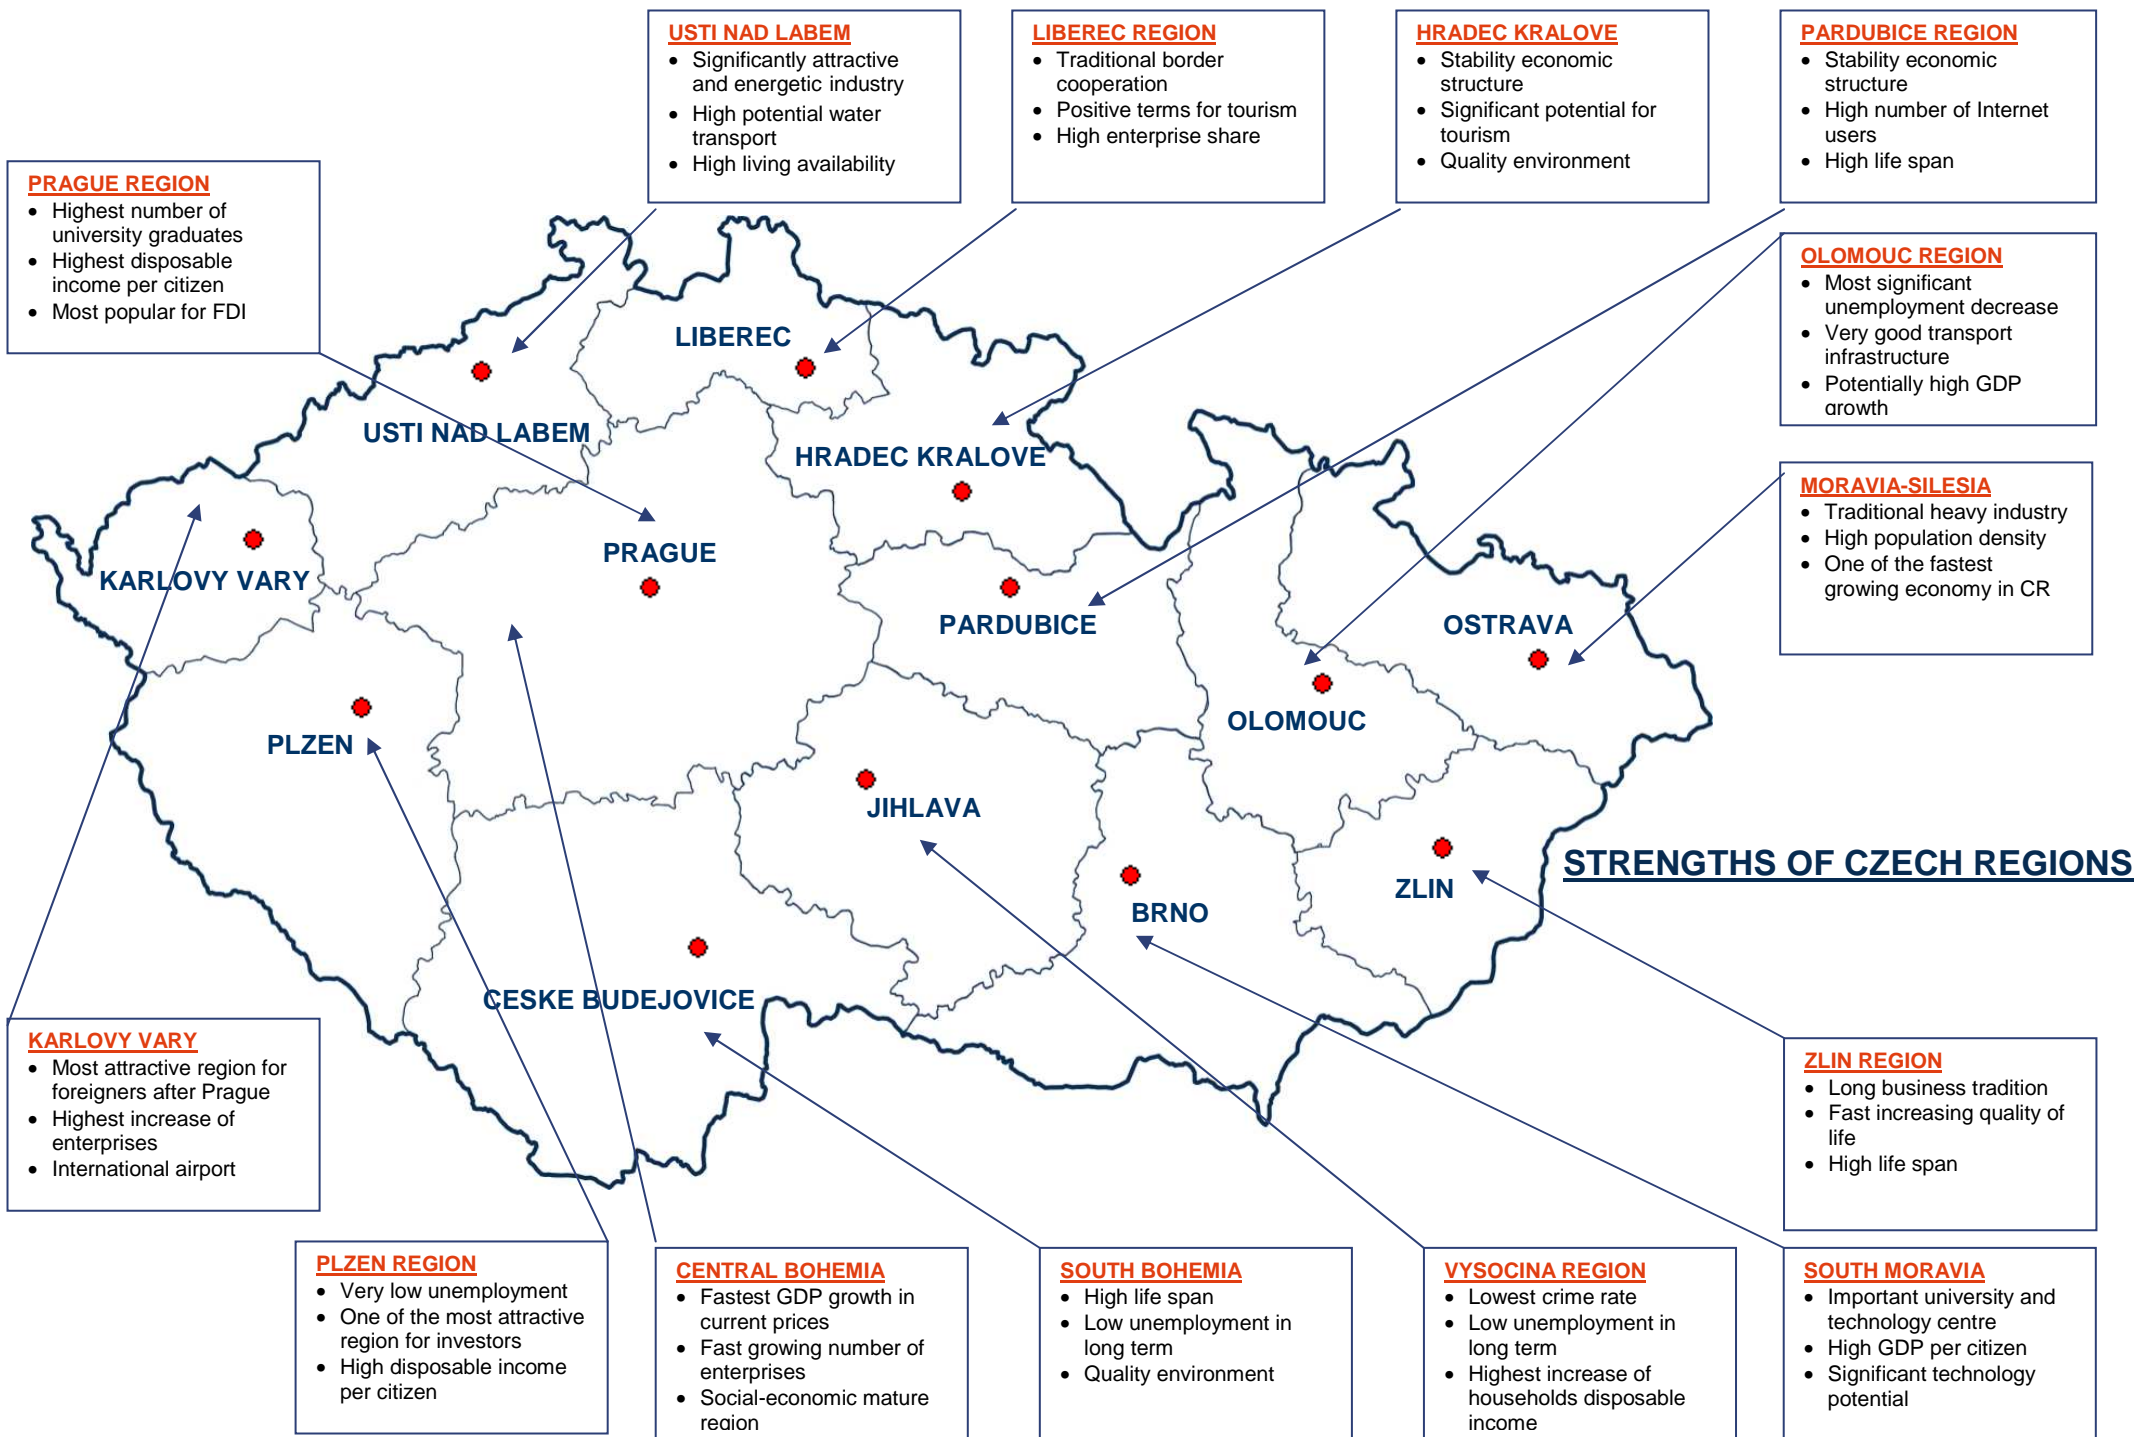 USTI NAD LABEM
• Significantly attractive
and energetic industry
• High potential water
transport
• High living availability
LIBEREC REGION
• Traditional border
cooperation
• Positive terms for tourism
• High enterprise share
HRADEC KRALOVE
• Stability economic
structure
• Significant potential for
tourism
• Quality environment
PARDUBICE REGION
• Stability economic
structure
• High number of Internet
users
• High life span
PRAGUE REGION
• Highest number of
university graduates
• Highest disposable
income per citizen
• Most popular for FDI
OLOMOUC REGION
• Most significant
unemployment decrease
• Very good transport
infrastructure
• Potentially high GDP
growth
MORAVIA-SILESIA
• Traditional heavy industry
• High population density
• One of the fastest
growing economy in CR
LIBEREC
USTI NAD LABEM
HRADEC KRALOVE
PRAGUE
KARLOVY VARY
PARDUBICE
OSTRAVA
OLOMOUC
PLZEN
JIHLAVA
ZLIN
BRNO
CESKE BUDEJOVICE
STRENGTHS OF CZECH REGIONS
KARLOVY VARY
• Most attractive region for
foreigners after Prague
• Highest increase of
enterprises
• International airport
ZLIN REGION
• Long business tradition
• Fast increasing quality of
life
• High life span
PLZEN REGION
• Very low unemployment
• One of the most attractive
region for investors
• High disposable income
per citizen
CENTRAL BOHEMIA
• Fastest GDP growth in
current prices
• Fast growing number of
enterprises
• Social-economic mature
region
SOUTH BOHEMIA
• High life span
• Low unemployment in
long term
• Quality environment
VYSOCINA REGION
• Lowest crime rate
• Low unemployment in
long term
• Highest increase of
households disposable
income
SOUTH MORAVIA
• Important university and
technology centre
• High GDP per citizen
• Significant technology
potential